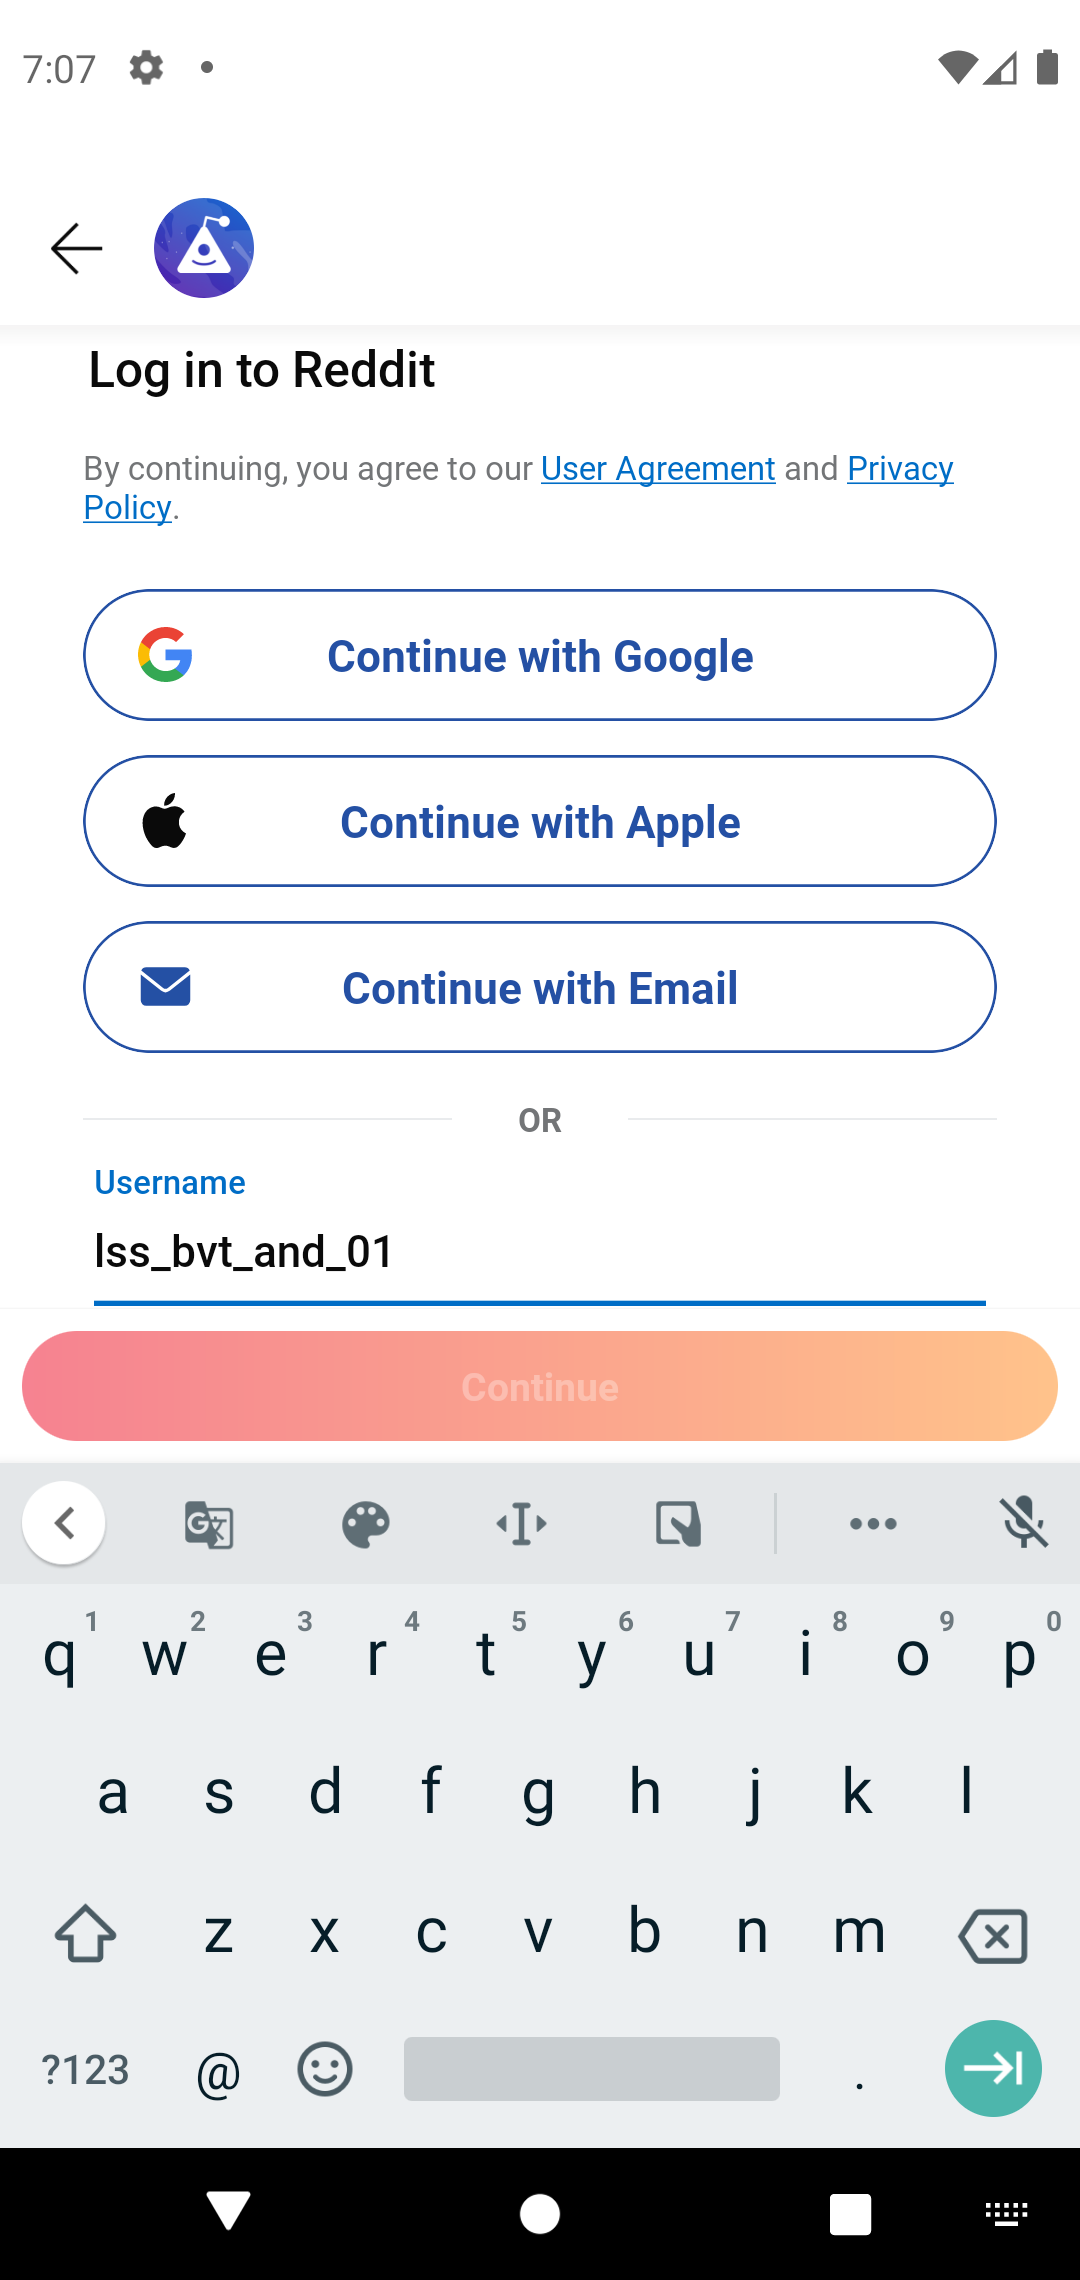 7:07
Log in to Reddit
By continuing, you agree to our User Agreement and Privacy
Policy.
Continue with Google
Continue with Apple
Continue with Email
OR
Username
lss_bvt_and_01
Continue
1 2 3 4 5 6 7 8 9 0
q w e r t y u i o p
a s d f g h j k l
z x c v b n m
?123 @ .